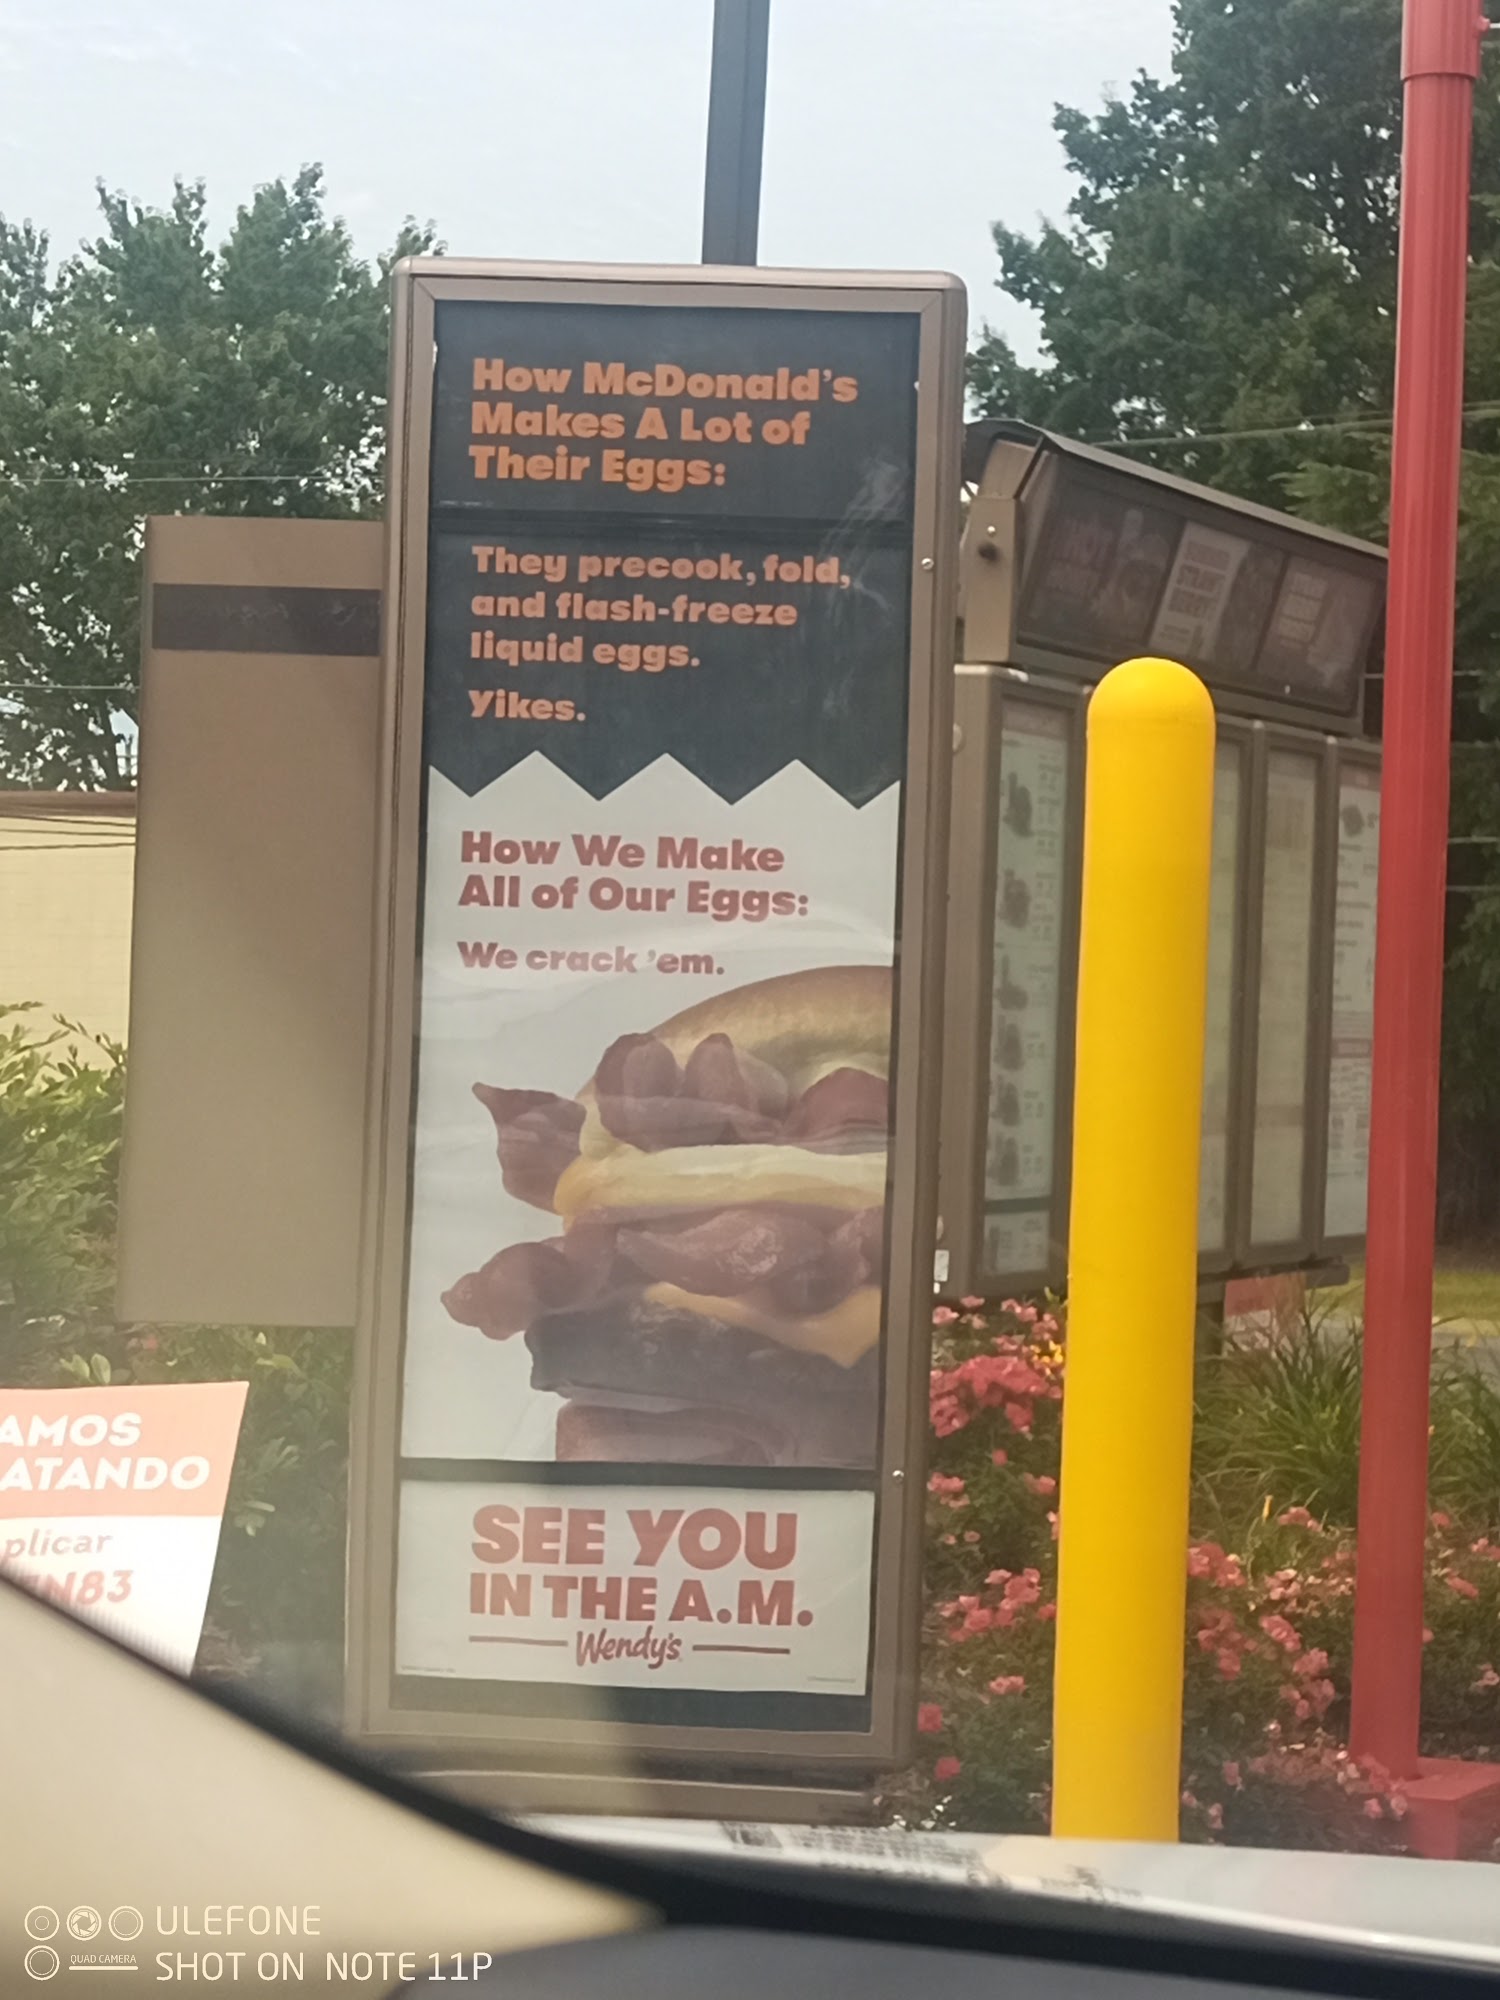 How McDonald's
Makes A Lot of
Their Eggs:
They precook, fold,
and flash-freeze
liquid eggs.
Yikes.
How We Make
All of Our Eggs:
We crack 'em.
SEE YOU
IN THE A.M.
Wendy's
AMOS
ATANDO
plicar
N83
ULEFONE
QUAD CAMERA
SHOT ON NOTE 11P